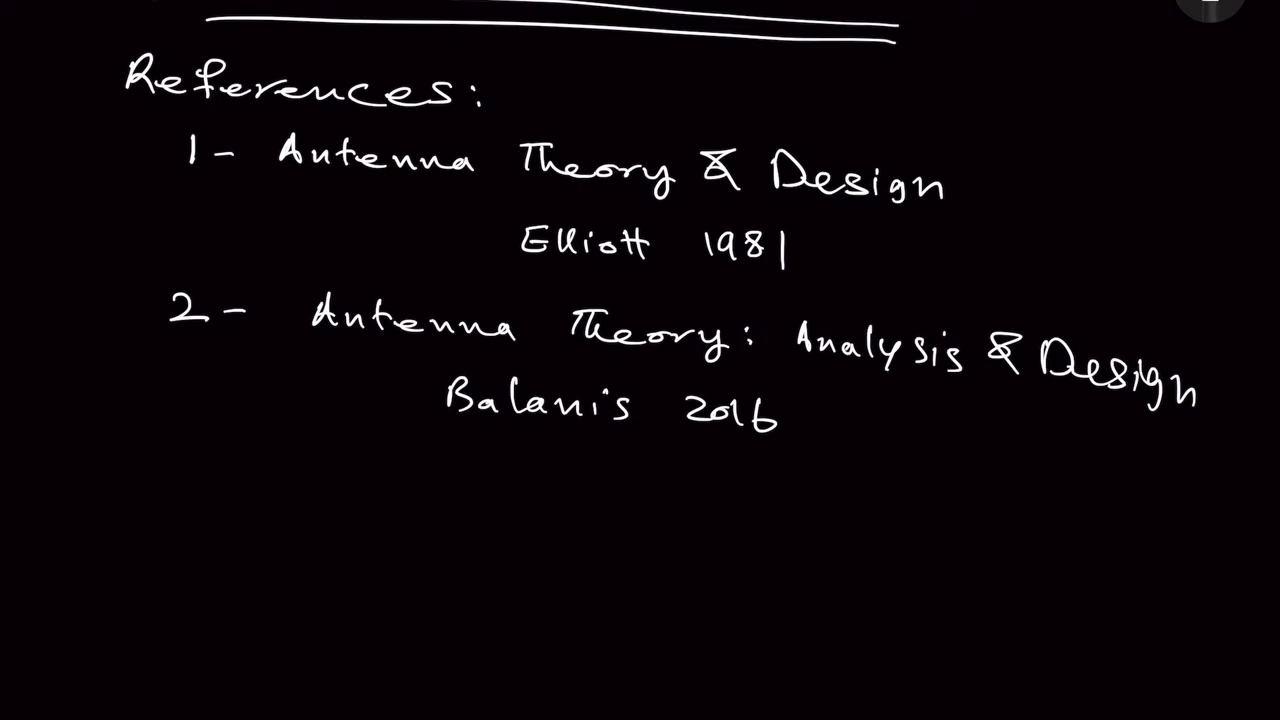 References:
1- Antenna Theory & Design
Elliott 1981
2- Antenna Theory: Analysis & Design
Balanis 2016